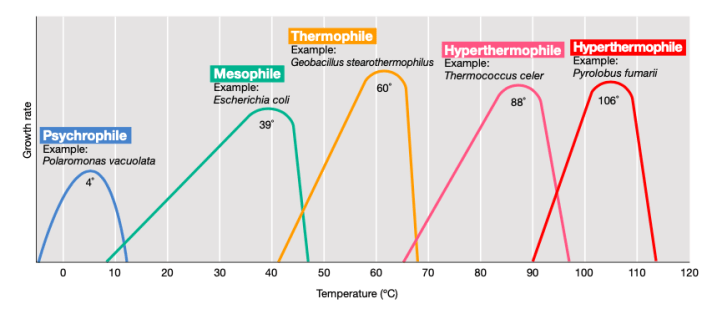 Thermophile
Example:
Geobacillus stearothermophilus
Hyperthermophile
Example:
Thermococcus celer
Hyperthermophile
Example:
Pyrolobus fumarii
Mesophile
Example:
Escherichia coli
Psychrophile
Example:
Polaromonas vacuolata
4°
39°
60°
88°
106°
Growth rate
0 10 20 30 40 50 60 70 80 90 100 110 120
Temperature (°C)